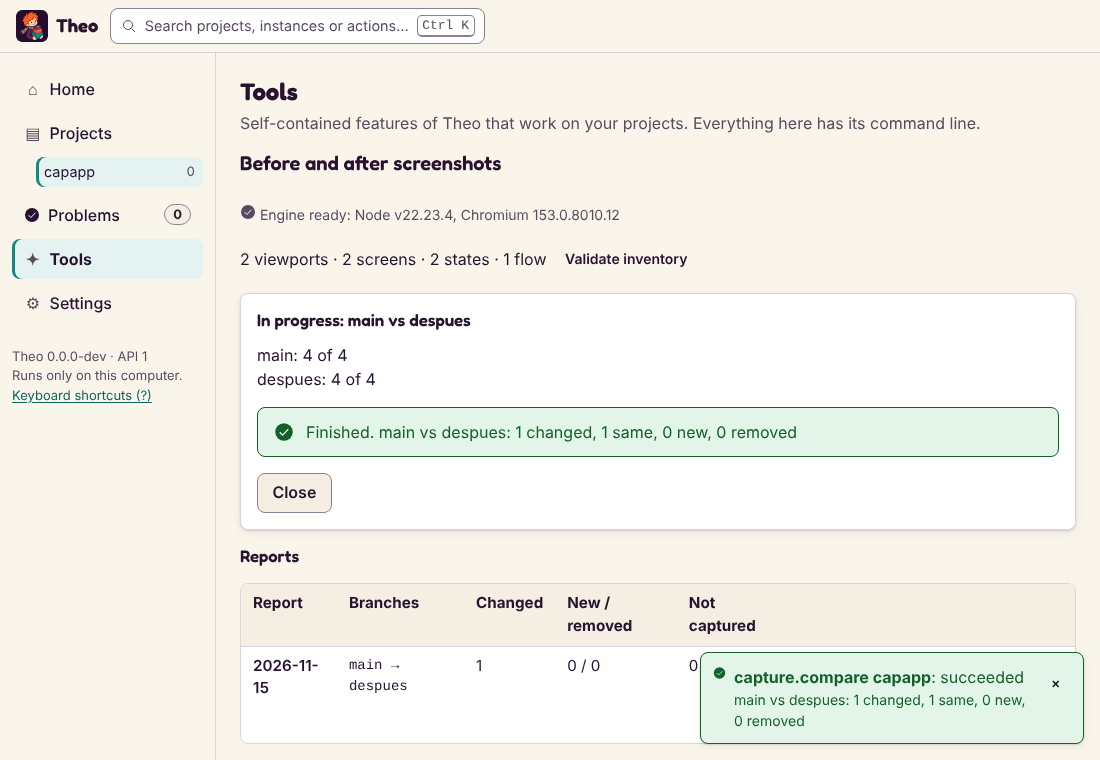 Theo
Search projects, instances or actions...
Ctrl K
Home
Projects
capapp
0
Problems
0
Tools
Settings
Theo 0.0.0-dev · API 1
Runs only on this computer.
Keyboard shortcuts (?)
Tools
Self-contained features of Theo that work on your projects. Everything here has its command line.
Before and after screenshots
Engine ready: Node v22.23.4, Chromium 153.0.8010.12
2 viewports · 2 screens · 2 states · 1 flow
Validate inventory
In progress: main vs despues
main: 4 of 4
despues: 4 of 4
Finished. main vs despues: 1 changed, 1 same, 0 new, 0 removed
Close
Reports
Report
Branches
Changed
New / removed
Not captured
2026-11-15
main → despues
1
0 / 0
0
capture.compare capapp: succeeded
main vs despues: 1 changed, 1 same, 0 new,
0 removed
×